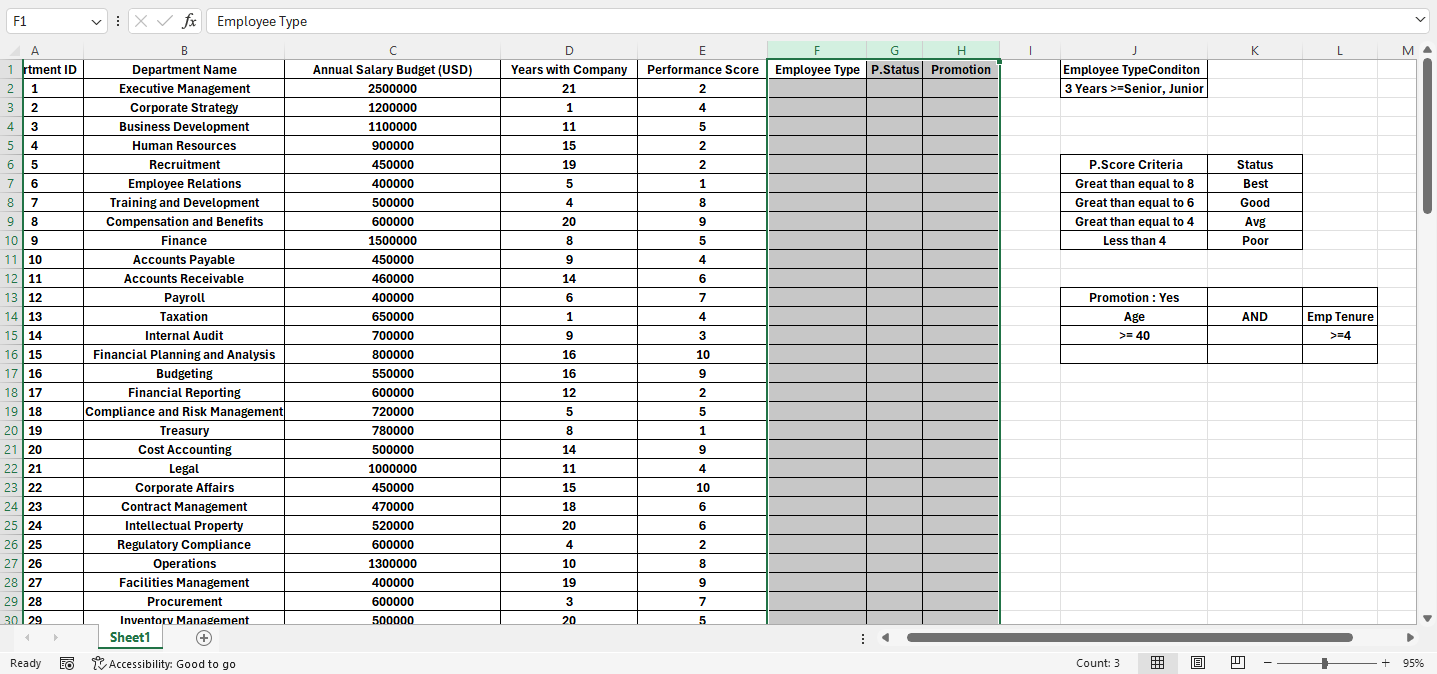 F1 fx Employee Type
A B C D E F G H I J K L M
1 rtment ID Department Name Annual Salary Budget (USD) Years with Company Performance Score Employee Type P.Status Promotion Employee TypeConditon
2 1 Executive Management 2500000 21 2 3 Years >=Senior, Junior
3 2 Corporate Strategy 1200000 1 4
4 3 Business Development 1100000 11 5
5 4 Human Resources 900000 15 2
6 5 Recruitment 450000 19 2 P.Score Criteria Status
7 6 Employee Relations 400000 5 1 Great than equal to 8 Best
8 7 Training and Development 500000 4 8 Great than equal to 6 Good
9 8 Compensation and Benefits 600000 20 9 Great than equal to 4 Avg
10 9 Finance 1500000 8 5 Less than 4 Poor
11 10 Accounts Payable 450000 9 4
12 11 Accounts Receivable 460000 14 6
13 12 Payroll 400000 6 7 Promotion : Yes
14 13 Taxation 650000 1 4 Age AND Emp Tenure
15 14 Internal Audit 700000 9 3 >= 40 >=4
16 15 Financial Planning and Analysis 800000 16 10
17 16 Budgeting 550000 16 9
18 17 Financial Reporting 600000 12 2
19 18 Compliance and Risk Management 720000 5 5
20 19 Treasury 780000 8 1
21 20 Cost Accounting 500000 14 9
22 21 Legal 1000000 11 4
23 22 Corporate Affairs 450000 15 10
24 23 Contract Management 470000 18 6
25 24 Intellectual Property 520000 20 6
26 25 Regulatory Compliance 600000 4 2
27 26 Operations 1300000 10 8
28 27 Facilities Management 400000 19 9
29 28 Procurement 600000 3 7
30 29 Inventory Management 500000 20 5
Sheet1
Ready Accessibility: Good to go Count: 3 95%